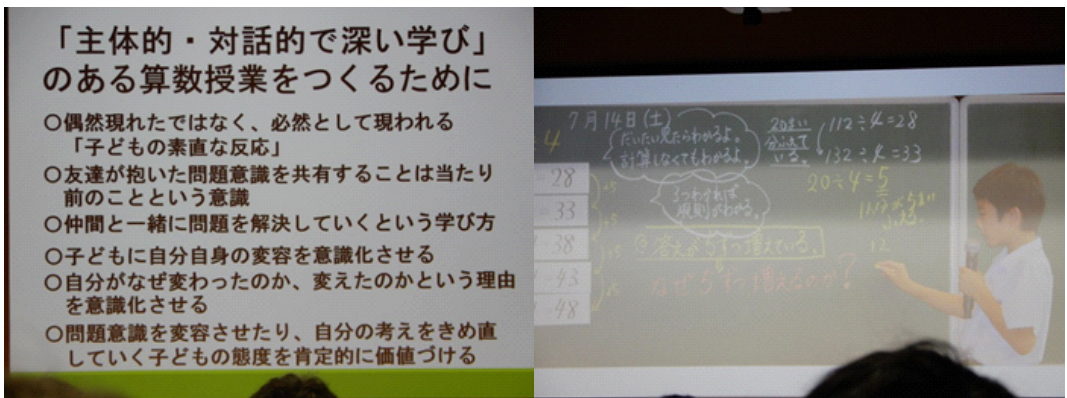 「主体的・対話的で深い学び」
のある算数授業をつくるために
○偶然現れたではなく、必然として現われる
「子どもの素直な反応」
○友達が抱いた問題意識を共有することは当たり
前のことという意識
○仲間と一緒に問題を解決していくという学び方
○子どもに自分自身の変容を意識化させる
○自分がなぜ変わったのか、変えたのかという理由
を意識化させる
○問題意識を変容させたり、自分の考えをきめ直
していく子どもの態度を肯定的に価値づける
7月14日(土)
だいたい見たらわかるよ。
計算しなくてもわかるよ。
3つわかれば
規則がわかる。
答えが5ずつ増えている。
なぜ5ずつ増えるのか?
÷4
28
33
38
43
48
+5
+5
+5
+5
20まい
112÷4=28
132÷4=33
20÷4=5
12